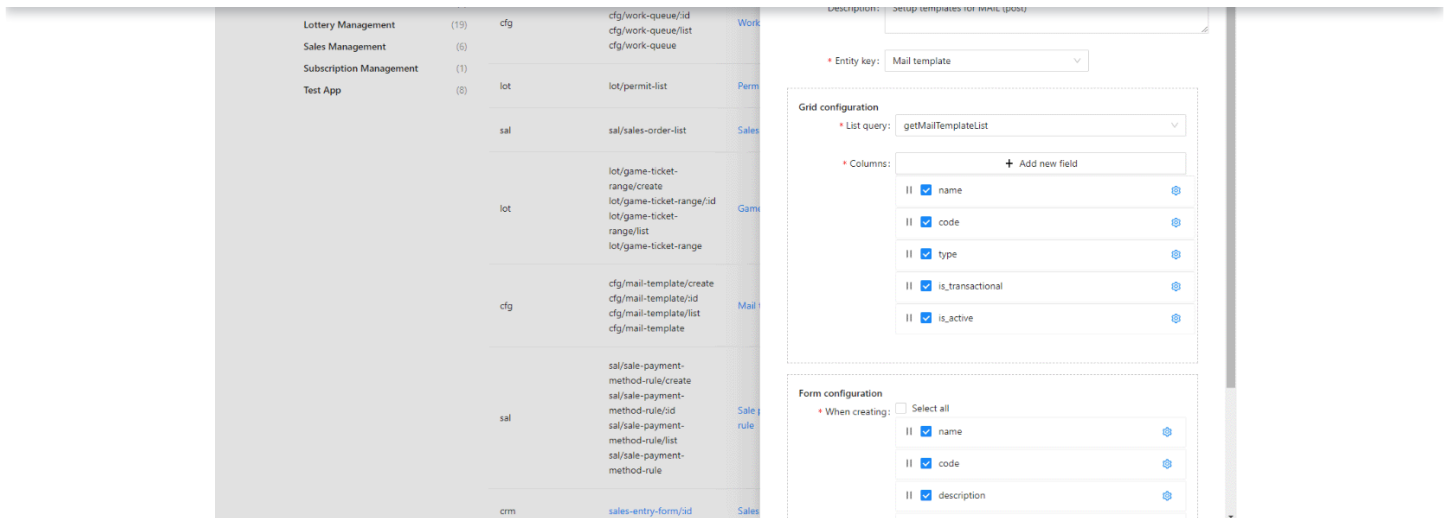 Lottery Management (19)
Sales Management (6)
Subscription Management (1)
Test App (8)
cfg
cfg/work-queue/:id
cfg/work-queue/list
cfg/work-queue
Work
lot
lot/permit-list
Perm
sal
sal/sales-order-list
Sales
lot
lot/game-ticket-
range/create
lot/game-ticket-range/:id
lot/game-ticket-
range/list
lot/game-ticket-range
Game
cfg
cfg/mail-template/create
cfg/mail-template/:id
cfg/mail-template/list
cfg/mail-template
Mail
sal
sal/sale-payment-
method-rule/create
sal/sale-payment-
method-rule/:id
sal/sale-payment-
method-rule/list
sal/sale-payment-
method-rule
Sale p
rule
crm
sales-entry-form/:id
Sales
Description: Setup templates for MAIL (post)
* Entity key: Mail template
Grid configuration
* List query: getMailTemplateList
* Columns: + Add new field
name
code
type
is_transactional
is_active
Form configuration
* When creating: Select all
name
code
description